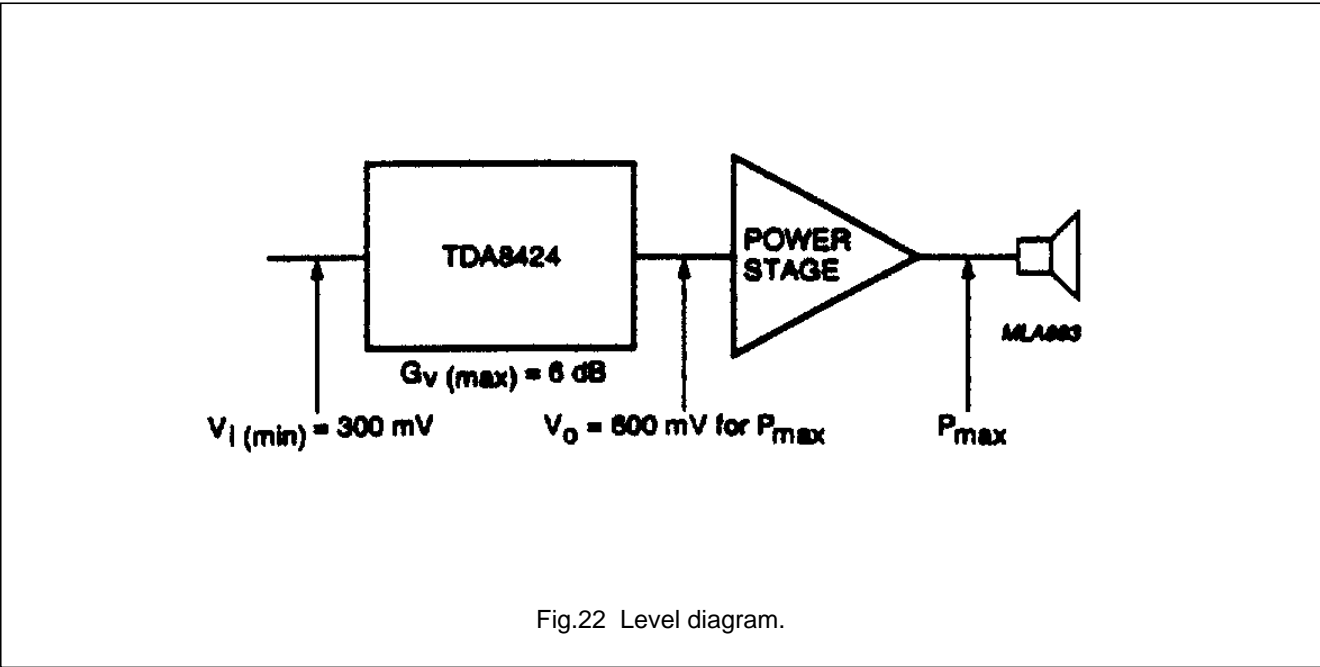 TDA8424
POWER
STAGE
MLA663
Gv (max) = 6 dB
Vi (min) = 300 mV
Vo = 600 mV for Pmax
Pmax
Fig.22 Level diagram.